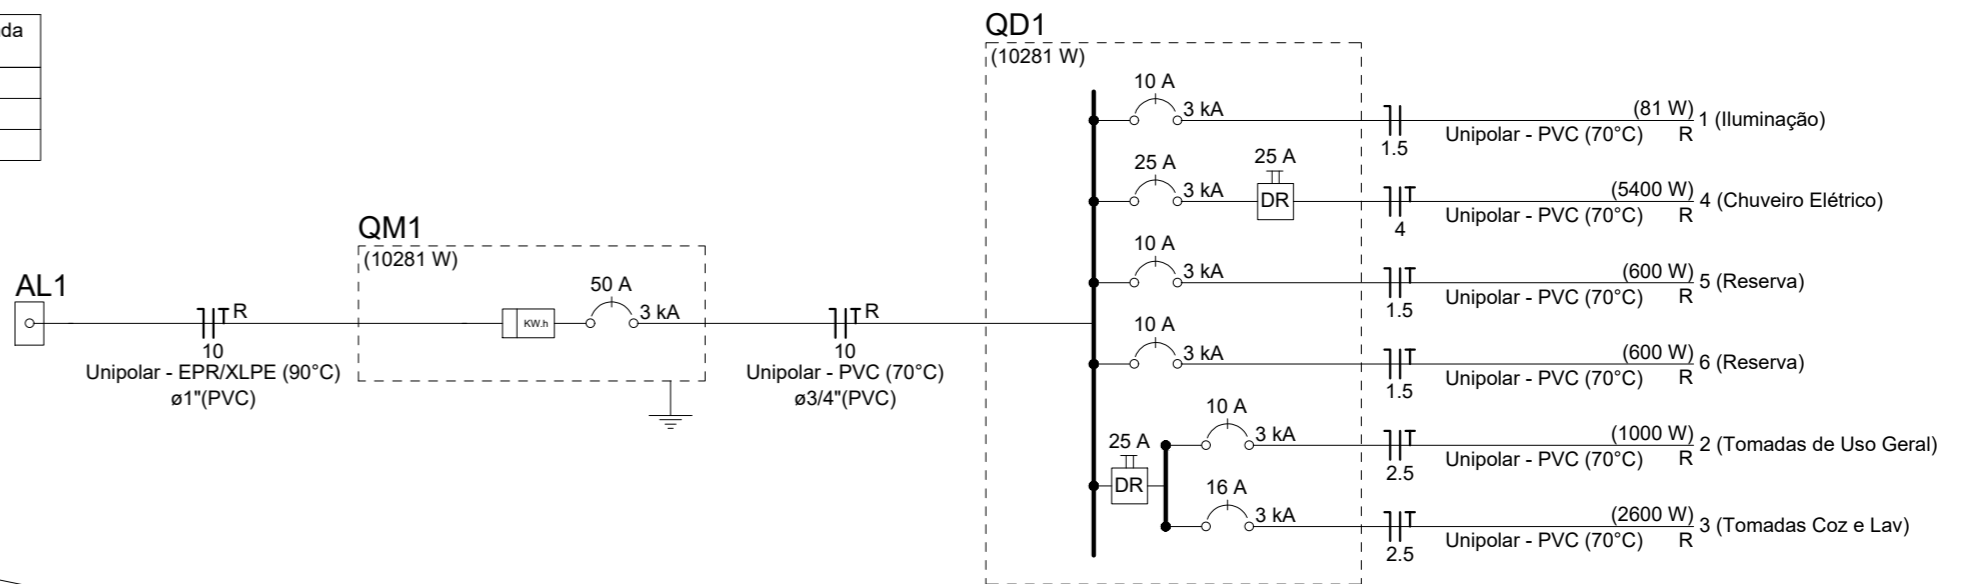 da
AL1
R
10
Unipolar - EPR/XLPE (90°C)
ø1"(PVC)
QM1
(10281 W)
KW.h
50 A
3 kA
R
10
Unipolar - PVC (70°C)
ø3/4"(PVC)
QD1
(10281 W)
10 A
3 kA
1.5
Unipolar - PVC (70°C)
(81 W)
R
1 (Iluminação)
25 A
3 kA
25 A
DR
4
Unipolar - PVC (70°C)
(5400 W)
R
4 (Chuveiro Elétrico)
10 A
3 kA
1.5
Unipolar - PVC (70°C)
(600 W)
R
5 (Reserva)
10 A
3 kA
1.5
Unipolar - PVC (70°C)
(600 W)
R
6 (Reserva)
25 A
DR
10 A
3 kA
2.5
Unipolar - PVC (70°C)
(1000 W)
R
2 (Tomadas de Uso Geral)
16 A
3 kA
2.5
Unipolar - PVC (70°C)
(2600 W)
R
3 (Tomadas Coz e Lav)